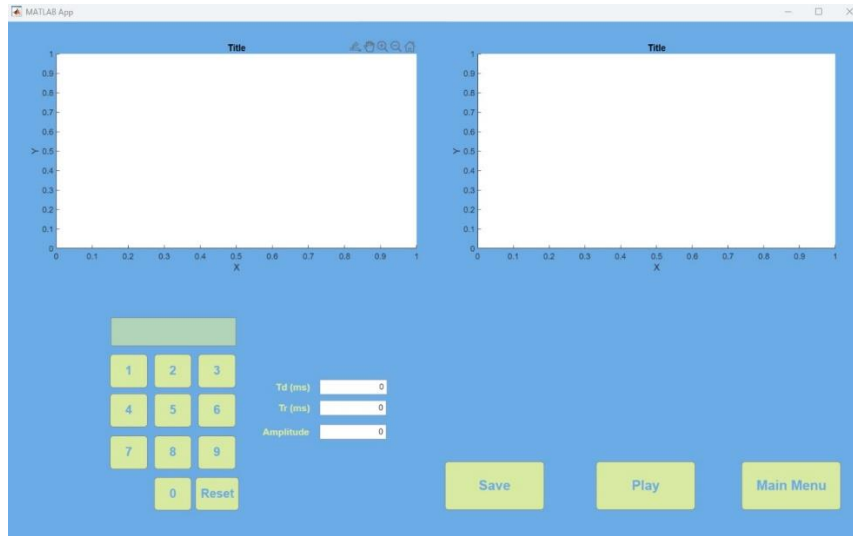 MATLAB App
Title
1
0.9
0.8
0.7
0.6
0.5
0.4
0.3
0.2
0.1
0
Y
0 0.1 0.2 0.3 0.4 0.5 0.6 0.7 0.8 0.9 1
X
Title
1
0.9
0.8
0.7
0.6
0.5
0.4
0.3
0.2
0.1
0
Y
0 0.1 0.2 0.3 0.4 0.5 0.6 0.7 0.8 0.9 1
X
1 2 3
4 5 6
7 8 9
0 Reset
Td (ms) 0
Tr (ms) 0
Amplitude 0
Save
Play
Main Menu